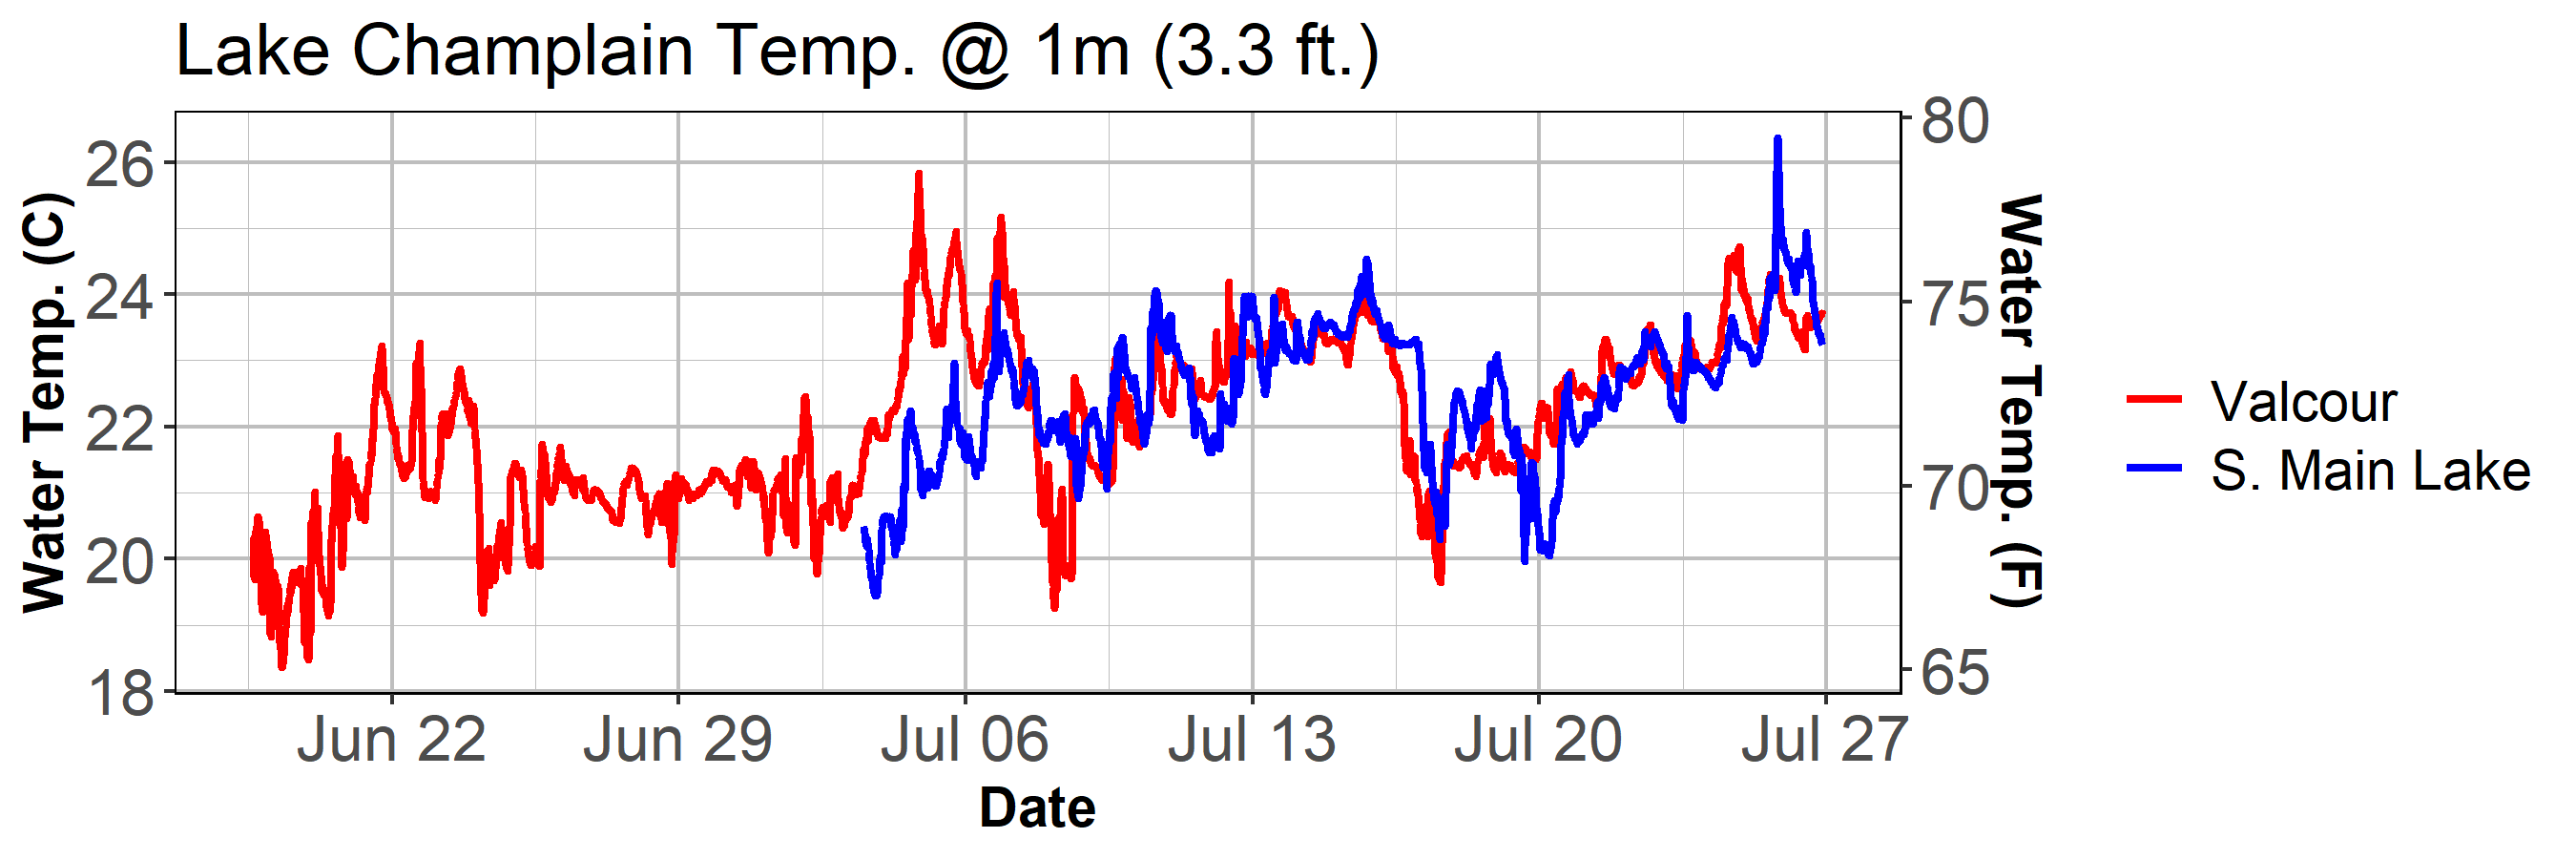 Lake Champlain Temp. @ 1m (3.3 ft.)
Water Temp. (C)
26
24
22
20
18
80
75
70
65
Water Temp. (F)
Jun 22
Jun 29
Jul 06
Jul 13
Jul 20
Jul 27
Date
Valcour
S. Main Lake